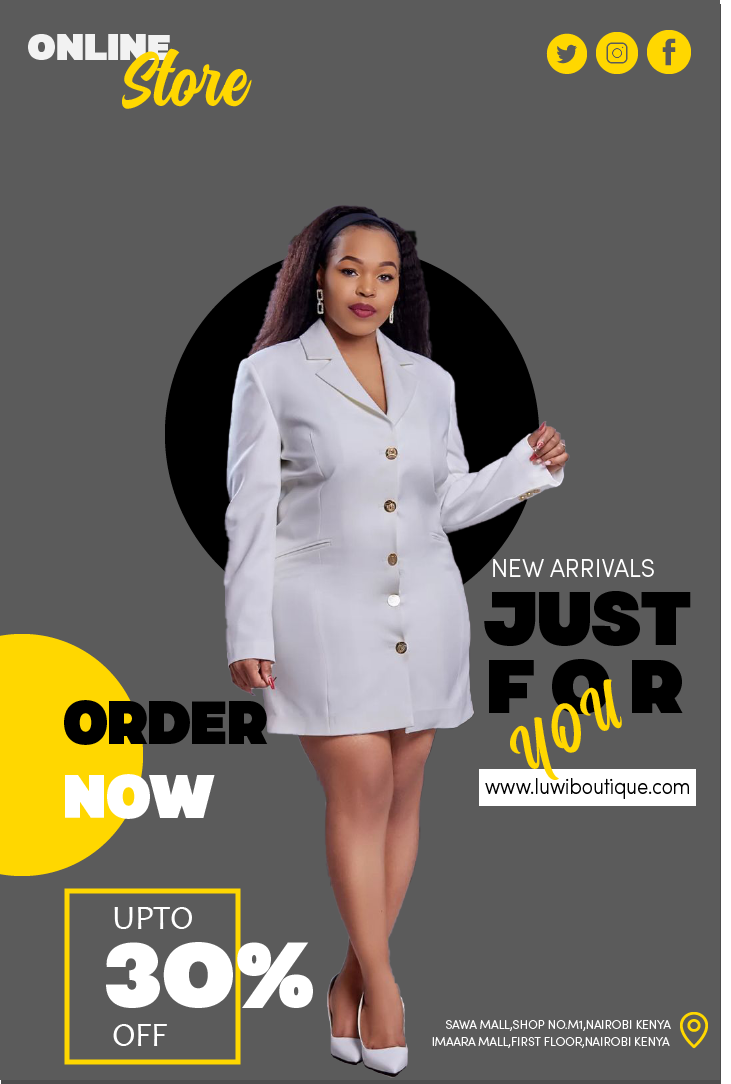 ONLINE
Store
NEW ARRIVALS
JUST
FOR
YOU
www.luwiboutique.com
ORDER
NOW
UPTO
30%
OFF
SAWA MALL,SHOP NO.M1,NAIROBI KENYA
IMAARA MALL,FIRST FLOOR,NAIROBI KENYA